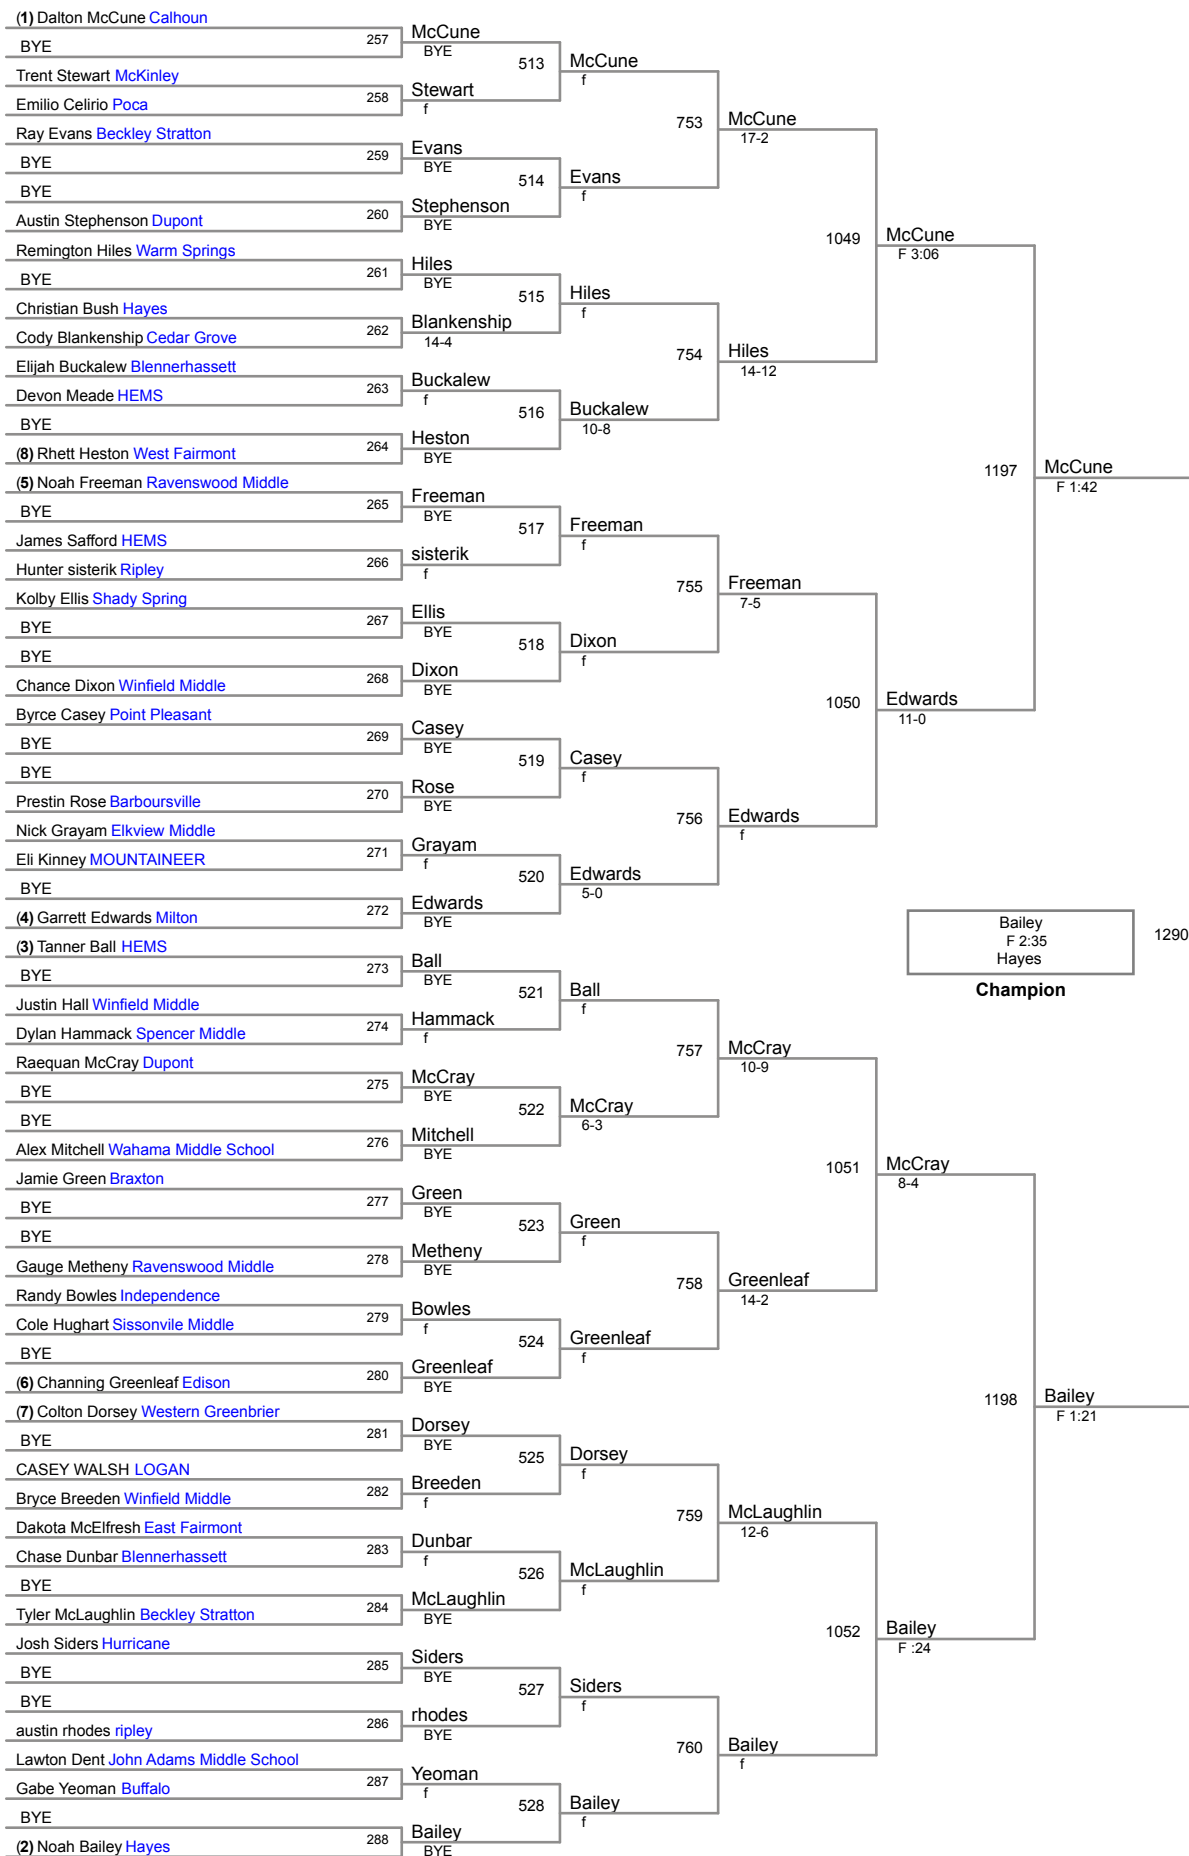 (1) Dalton McCune Calhoun
BYE
Trent Stewart McKinley
Emilio Celirio Poca
Ray Evans Beckley Stratton
BYE
BYE
Austin Stephenson Dupont
Remington Hiles Warm Springs
BYE
Christian Bush Hayes
Cody Blankenship Cedar Grove
Elijah Buckalew Blennerhassett
Devon Meade HEMS
BYE
(8) Rhett Heston West Fairmont
(5) Noah Freeman Ravenswood Middle
BYE
James Safford HEMS
Hunter sisterik Ripley
Kolby Ellis Shady Spring
BYE
BYE
Chance Dixon Winfield Middle
Byrce Casey Point Pleasant
BYE
BYE
Prestin Rose Barboursville
Nick Grayam Elkview Middle
Eli Kinney MOUNTAINEER
BYE
(4) Garrett Edwards Milton
(3) Tanner Ball HEMS
BYE
Justin Hall Winfield Middle
Dylan Hammack Spencer Middle
Raequan McCray Dupont
BYE
BYE
Alex Mitchell Wahama Middle School
Jamie Green Braxton
BYE
BYE
Gauge Metheny Ravenswood Middle
Randy Bowles Independence
Cole Hughart Sissonvile Middle
BYE
(6) Channing Greenleaf Edison
(7) Colton Dorsey Western Greenbrier
BYE
CASEY WALSH LOGAN
Bryce Breeden Winfield Middle
Dakota McElfresh East Fairmont
Chase Dunbar Blennerhassett
BYE
Tyler McLaughlin Beckley Stratton
Josh Siders Hurricane
BYE
BYE
austin rhodes ripley
Lawton Dent John Adams Middle School
Gabe Yeoman Buffalo
BYE
(2) Noah Bailey Hayes
257
258
259
260
261
262
263
264
265
266
267
268
269
270
271
272
273
274
275
276
277
278
279
280
281
282
283
284
285
286
287
288
McCune
BYE
Stewart
f
Evans
BYE
Stephenson
BYE
Hiles
BYE
Blankenship
14-4
Buckalew
f
Heston
BYE
Freeman
BYE
sisterik
f
Ellis
BYE
Dixon
BYE
Casey
BYE
Rose
BYE
Grayam
f
Edwards
BYE
Ball
BYE
Hammack
f
McCray
BYE
Mitchell
BYE
Green
BYE
Metheny
BYE
Bowles
f
Greenleaf
BYE
Dorsey
BYE
Breeden
f
Dunbar
f
McLaughlin
BYE
Siders
BYE
rhodes
BYE
Yeoman
f
Bailey
BYE
513
514
515
516
517
518
519
520
521
522
523
524
525
526
527
528
McCune
f
Evans
f
Hiles
f
Buckalew
10-8
Freeman
f
Dixon
f
Casey
f
Edwards
5-0
Ball
f
McCray
6-3
Green
f
Greenleaf
f
Dorsey
f
McLaughlin
f
Siders
f
Bailey
f
753
754
755
756
757
758
759
760
McCune
17-2
Hiles
14-12
Freeman
7-5
Edwards
f
McCray
10-9
Greenleaf
14-2
McLaughlin
12-6
Bailey
f
1049
1050
1051
1052
McCune
F 3:06
Edwards
11-0
McCray
8-4
Bailey
F :24
1197
1198
McCune
F 1:42
Bailey
F 1:21
Bailey
F 2:35
Hayes
Champion
1290